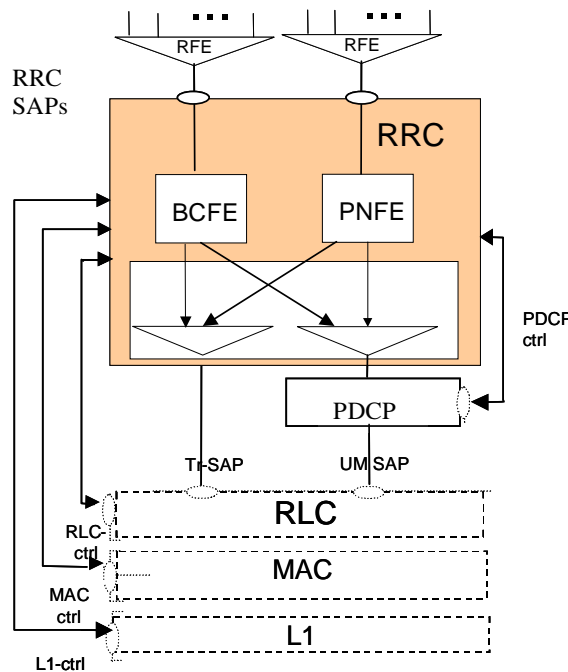 RFE
RFE
RRC
SAPs
RRC
BCFE
PNFE
PDCP
ctrl
PDCP
Tr-SAP
UM SAP
RLC
RLC-
ctrl
MAC
MAC
ctrl
L1
L1-ctrl